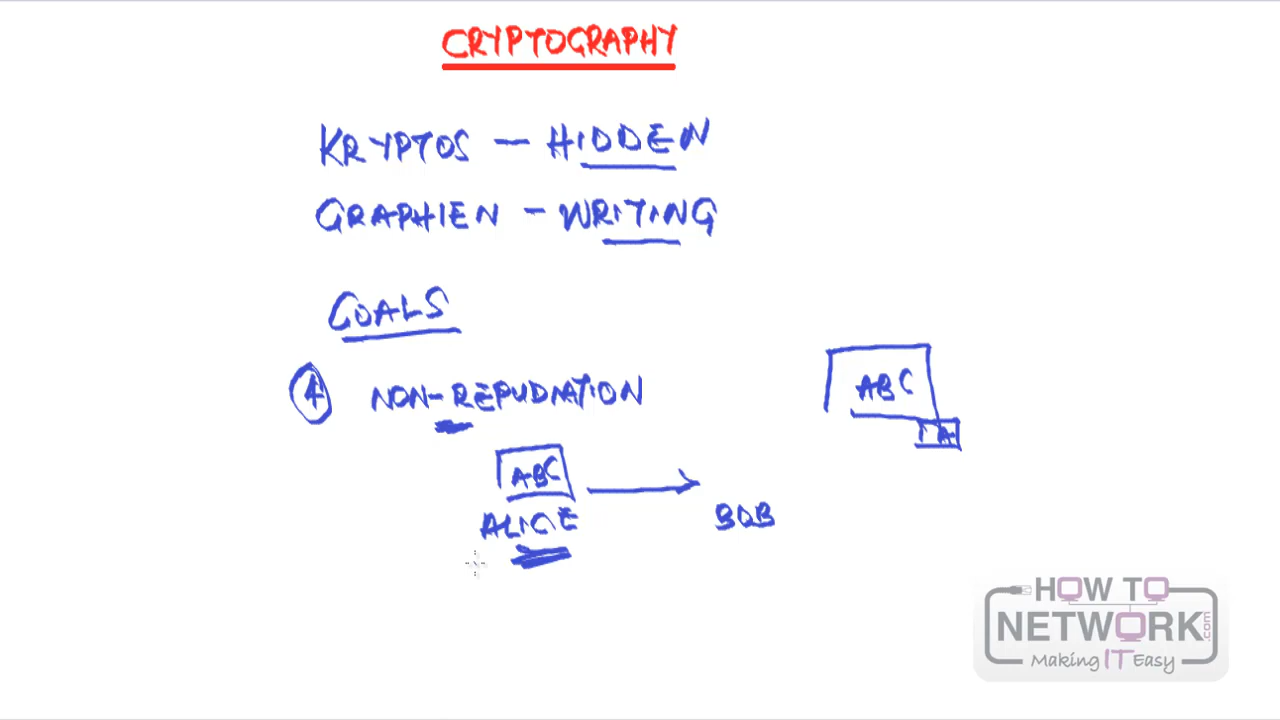 CRYPTOGRAPHY
KRYPTOS — HIDDEN
GRAPHIEN - WRITING
GOALS
4 NON-REPUDIATION
ABC
A
ABC
ALICE
BOB
HOW TO
NETWORK.com
Making IT Easy